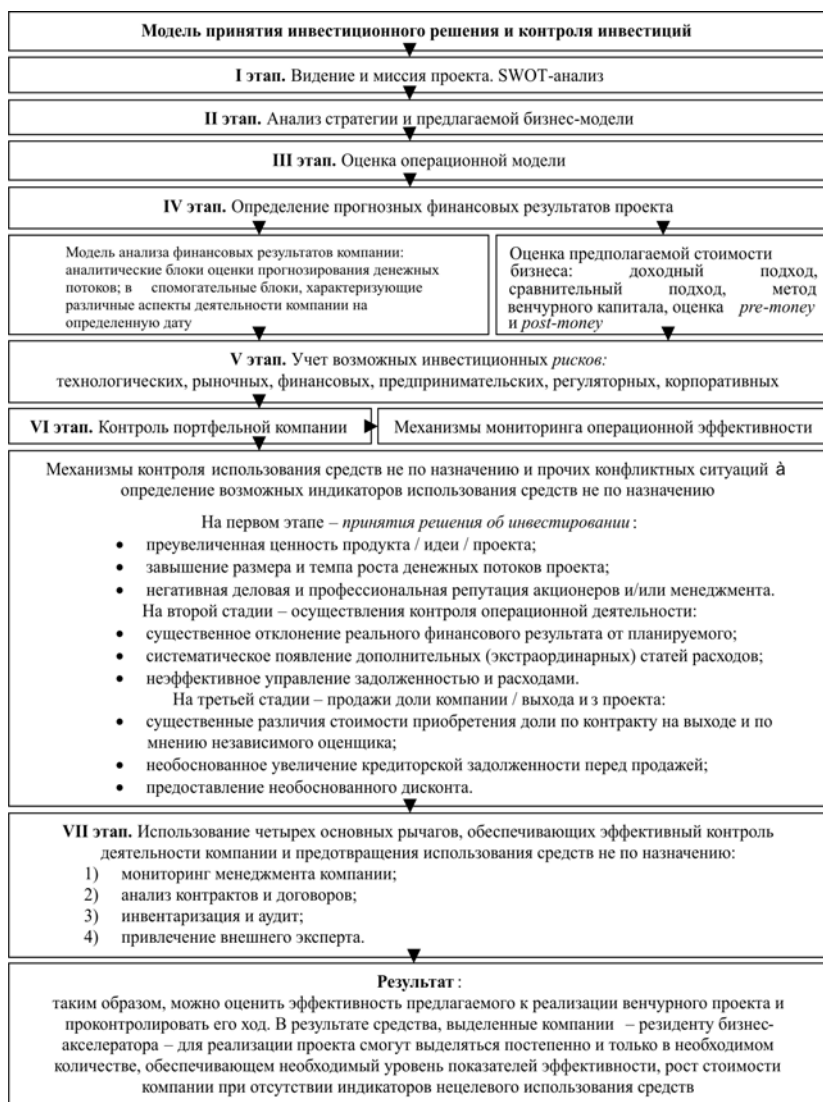 Модель принятия инвестиционного решения и контроля инвестиций
I этап. Видение и миссия проекта. SWOT-анализ
II этап. Анализ стратегии и предлагаемой бизнес-модели
III этап. Оценка операционной модели
IV этап. Определение прогнозных финансовых результатов проекта
Модель анализа финансовых результатов компании:
аналитические блоки оценки прогнозирования денежных
потоков; в спомогательные блоки, характеризующие
различные аспекты деятельности компании на
определенную дату
Оценка предполагаемой стоимости
бизнеса: доходный подход,
сравнительный подход, метод
венчурного капитала, оценка pre-money
и post-money
V этап. Учет возможных инвестиционных рисков:
технологических, рыночных, финансовых, предпринимательских, регуляторных, корпоративных
VI этап. Контроль портфельной компании
Механизмы мониторинга операционной эффективности
Механизмы контроля использования средств не по назначению и прочих конфликтных ситуаций à
определение возможных индикаторов использования средств не по назначению
На первом этапе – принятия решения об инвестировании:
• преувеличенная ценность продукта / идеи / проекта;
• завышение размера и темпа роста денежных потоков проекта;
• негативная деловая и профессиональная репутация акционеров и/или менеджмента.
На второй стадии – осуществления контроля операционной деятельности:
• существенное отклонение реального финансового результата от планируемого;
• систематическое появление дополнительных (экстраординарных) статей расходов;
• неэффективное управление задолженностью и расходами.
На третьей стадии – продажи доли компании / выхода и з проекта:
• существенные различия стоимости приобретения доли по контракту на выходе и по
мнению независимого оценщика;
• необоснованное увеличение кредиторской задолженности перед продажей;
• предоставление необоснованного дисконта.
VII этап. Использование четырех основных рычагов, обеспечивающих эффективный контроль
деятельности компании и предотвращения использования средств не по назначению:
1) мониторинг менеджмента компании;
2) анализ контрактов и договоров;
3) инвентаризация и аудит;
4) привлечение внешнего эксперта.
Результат :
таким образом, можно оценить эффективность предлагаемого к реализации венчурного проекта и
проконтролировать его ход. В результате средства, выделенные компании – резиденту бизнес-
акселератора – для реализации проекта смогут выделяться постепенно и только в необходимом
количестве, обеспечивающем необходимый уровень показателей эффективности, рост стоимости
компании при отсутствии индикаторов нецелевого использования средств